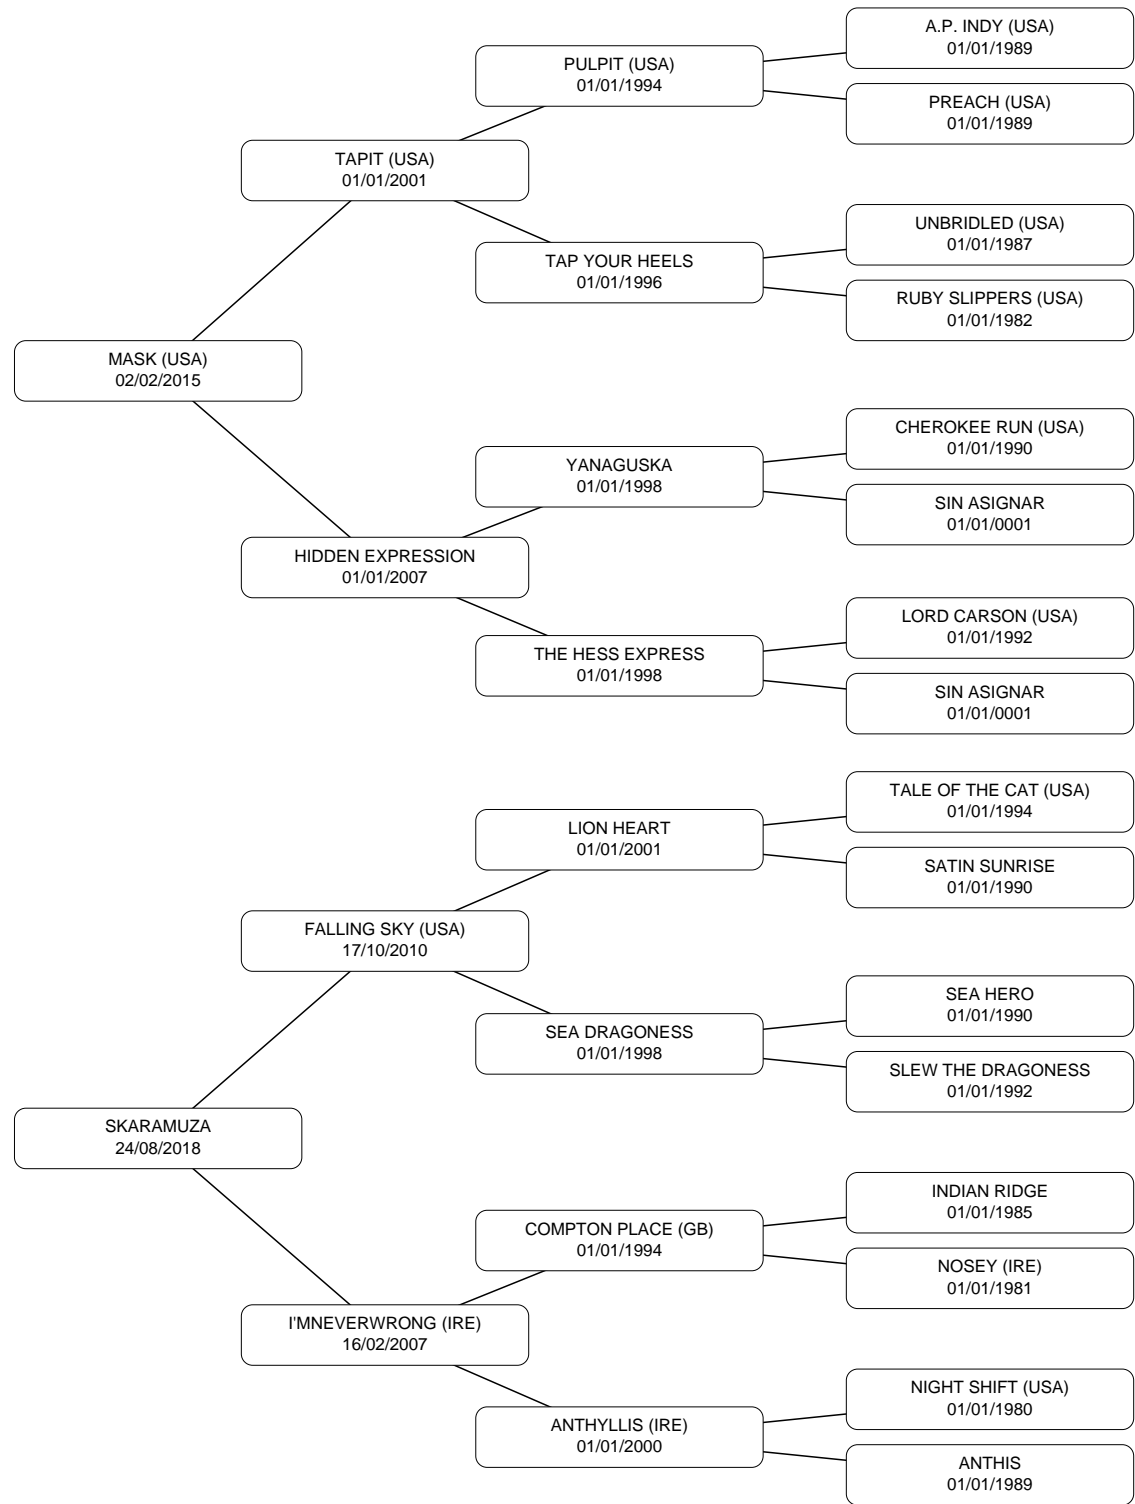 A.P. INDY (USA)
01/01/1989
PULPIT (USA)
01/01/1994
PREACH (USA)
01/01/1989
TAPIT (USA)
01/01/2001
UNBRIDLED (USA)
01/01/1987
TAP YOUR HEELS
01/01/1996
RUBY SLIPPERS (USA)
01/01/1982
MASK (USA)
02/02/2015
CHEROKEE RUN (USA)
01/01/1990
YANAGUSKA
01/01/1998
SIN ASIGNAR
01/01/0001
HIDDEN EXPRESSION
01/01/2007
LORD CARSON (USA)
01/01/1992
THE HESS EXPRESS
01/01/1998
SIN ASIGNAR
01/01/0001
TALE OF THE CAT (USA)
01/01/1994
LION HEART
01/01/2001
SATIN SUNRISE
01/01/1990
FALLING SKY (USA)
17/10/2010
SEA HERO
01/01/1990
SEA DRAGONESS
01/01/1998
SLEW THE DRAGONESS
01/01/1992
SKARAMUZA
24/08/2018
INDIAN RIDGE
01/01/1985
COMPTON PLACE (GB)
01/01/1994
NOSEY (IRE)
01/01/1981
I'MNEVERWRONG (IRE)
16/02/2007
NIGHT SHIFT (USA)
01/01/1980
ANTHYLLIS (IRE)
01/01/2000
ANTHIS
01/01/1989